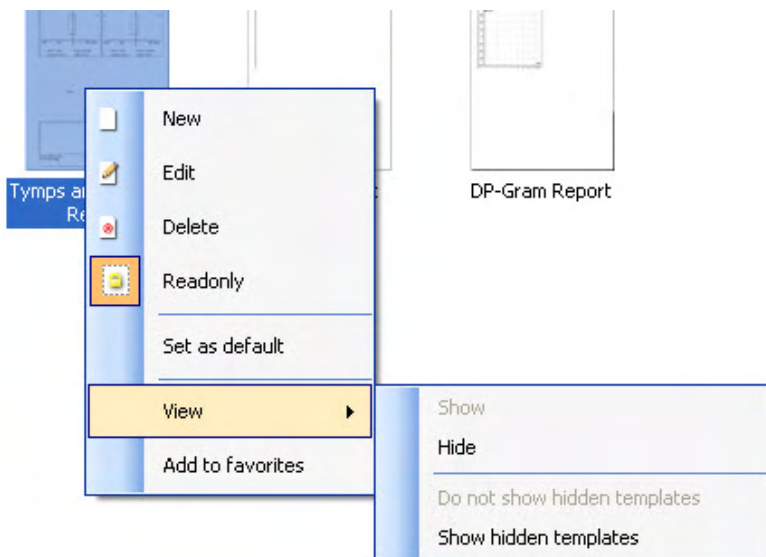 Tymps a
Re
DP-Gram Report
New
Edit
Delete
Readonly
Set as default
View
Add to favorites
Show
Hide
Do not show hidden templates
Show hidden templates